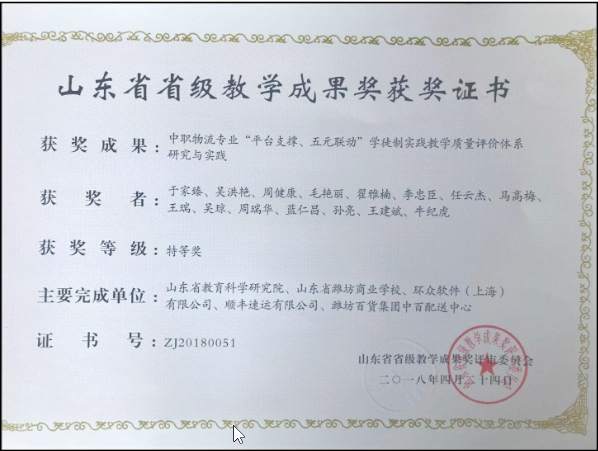 山东省省级教学成果奖获奖证书
获奖成果：中职物流专业“平台支撑、五元联动”学徒制实践教学质量评价体系
研究与实践
获奖者：于家臻、吴洪艳、周健康、毛艳丽、翟雅楠、李忠臣、任云杰、马高梅、
王瑞、吴琼、周瑞华、蓝仁昌、孙亮、王建斌、牛纪虎
获奖等级：特等奖
主要完成单位：山东省教育科学研究院、山东省潍坊商业学校、环众软件（上海）
有限公司、顺丰速运有限公司、潍坊百货集团中百配送中心
证书号：ZJ20180051
山东省省级教学成果奖评审委员会
二〇一八年四月二十四日